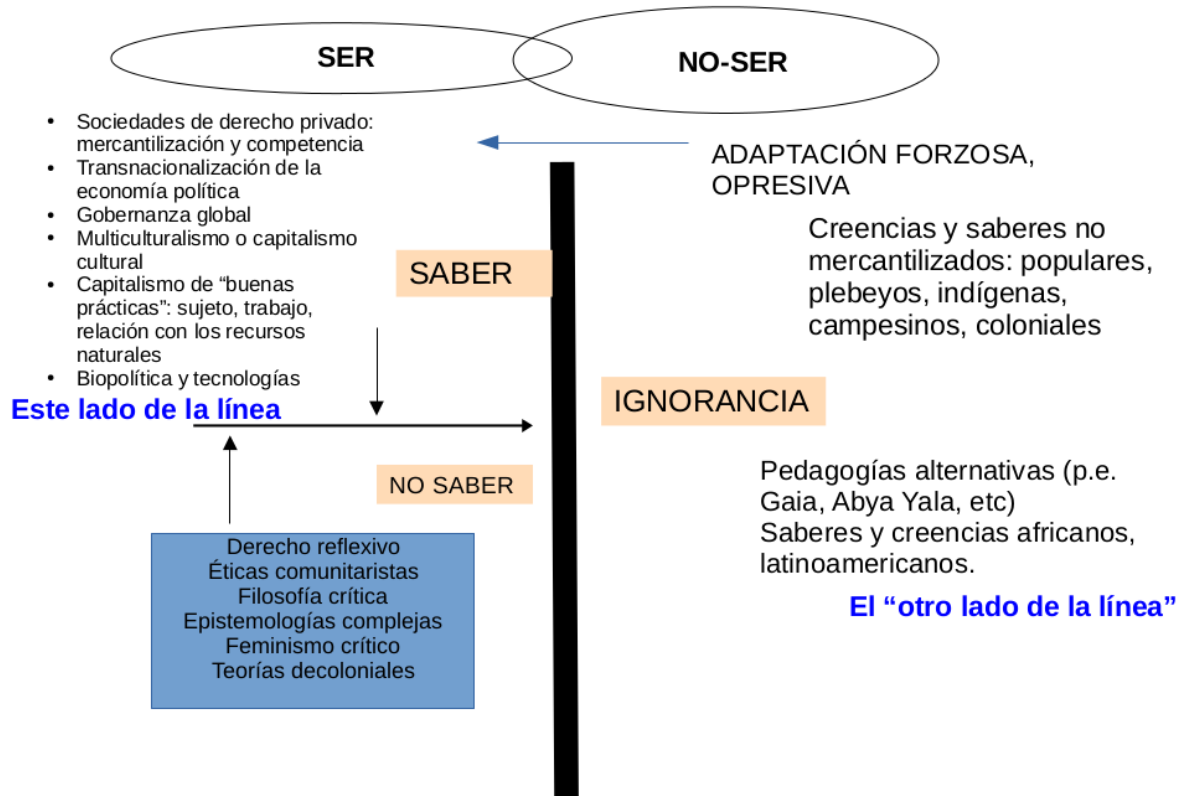 SER
NO-SER
• Sociedades de derecho privado:
mercantilización y competencia
• Transnacionalización de la
economía política
• Gobernanza global
• Multiculturalismo o capitalismo
cultural
• Capitalismo de “buenas
prácticas”: sujeto, trabajo,
relación con los recursos
naturales
• Biopolítica y tecnologías
Este lado de la línea
SABER
NO SABER
Derecho reflexivo
Éticas comunitaristas
Filosofía crítica
Epistemologías complejas
Feminismo crítico
Teorías decoloniales
ADAPTACIÓN FORZOSA,
OPRESIVA
Creencias y saberes no
mercantilizados: populares,
plebeyos, indígenas,
campesinos, coloniales
IGNORANCIA
Pedagogías alternativas (p.e.
Gaia, Abya Yala, etc)
Saberes y creencias africanos,
latinoamericanos.
El “otro lado de la línea”